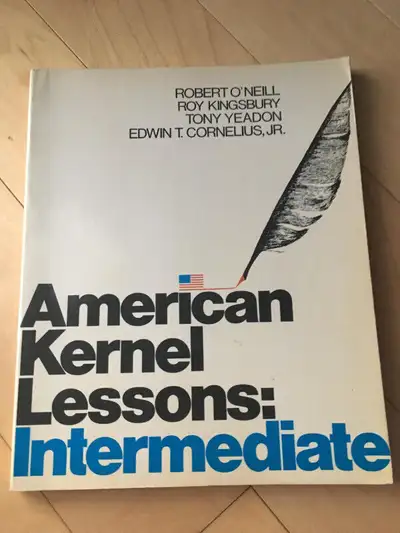 ROBERT O'NEILL
ROY KINGSBURY
TONY YEADON
EDWIN T. CORNELIUS, JR.
American
Kernel
Lessons:
Intermediate